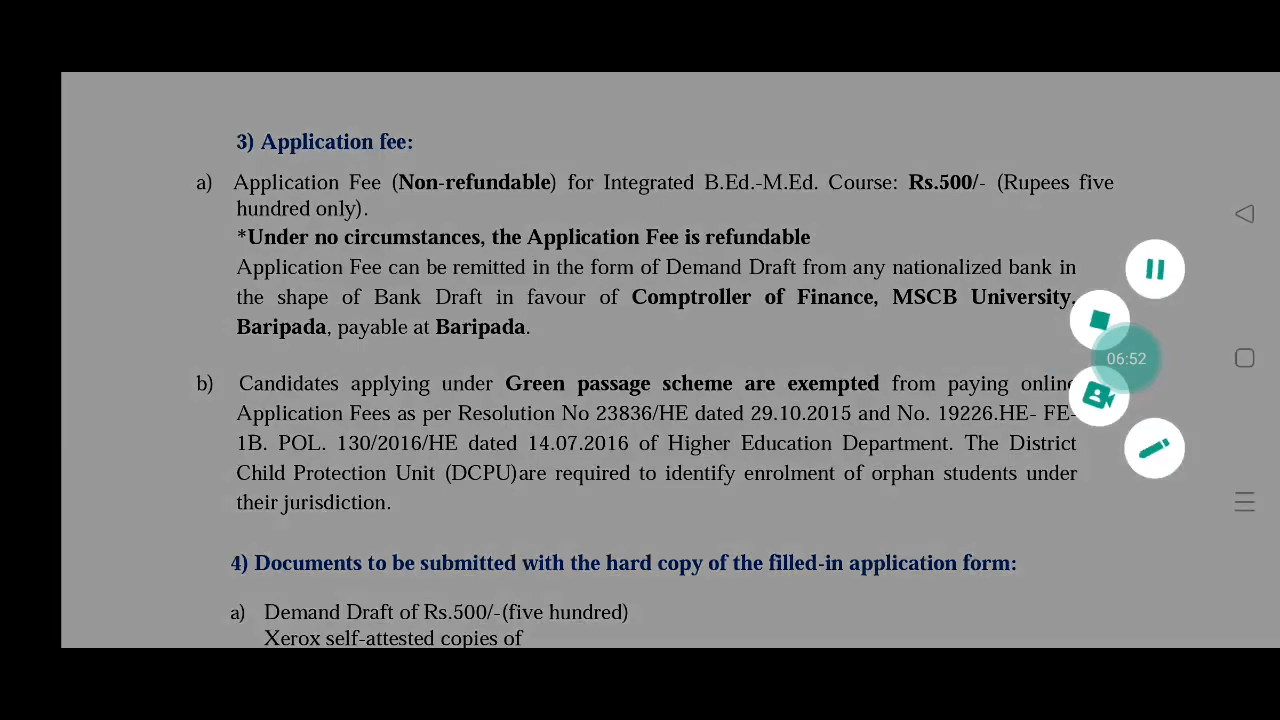 3) Application fee:
a) Application Fee (Non-refundable) for Integrated B.Ed.-M.Ed. Course: Rs.500/- (Rupees five
hundred only).
*Under no circumstances, the Application Fee is refundable
Application Fee can be remitted in the form of Demand Draft from any nationalized bank in
the shape of Bank Draft in favour of Comptroller of Finance, MSCB University,
Baripada, payable at Baripada.
b) Candidates applying under Green passage scheme are exempted from paying online
Application Fees as per Resolution No 23836/HE dated 29.10.2015 and No. 19226.HE- FE-
1B. POL. 130/2016/HE dated 14.07.2016 of Higher Education Department. The District
Child Protection Unit (DCPU)are required to identify enrolment of orphan students under
their jurisdiction.
4) Documents to be submitted with the hard copy of the filled-in application form:
a) Demand Draft of Rs.500/-(five hundred)
Xerox self-attested copies of
06:52